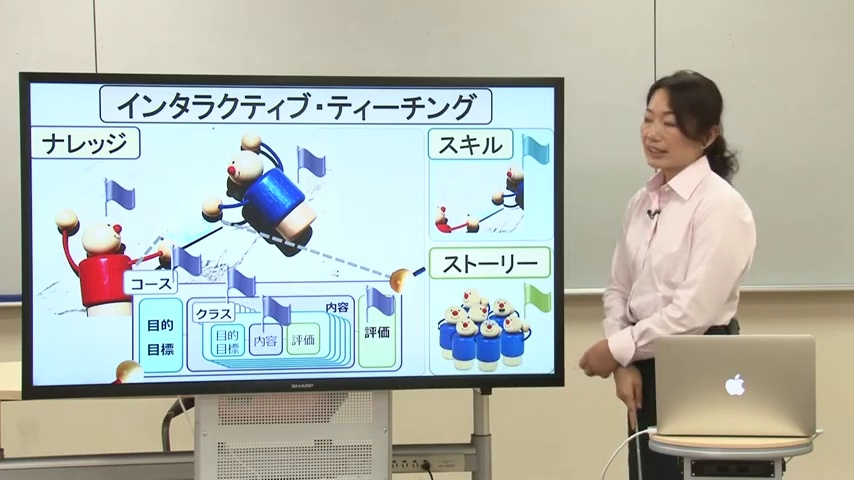 インタラクティブ・ティーチング
ナレッジ
スキル
コース
ストーリー
目的
目標
クラス
内容
目的
目標
内容
評価
評価
SHARP